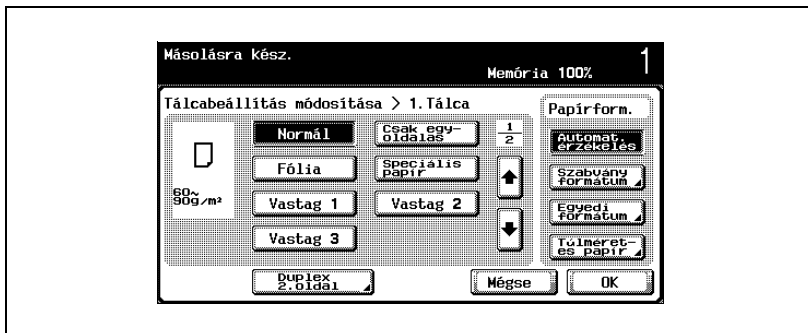 Másolásra kész.
Memória 100%
1
Tálcabeállítás módosítása > 1.Tálca
Papírform.
Normál
Csak egy-
oldalas
1
2
Automat.
érzékelés
Fólia
Speciális
papír
Szabvány
formátum
60~
90g/m²
Vastag 1
Vastag 2
Egyedi
formátum
Vastag 3
Túlméret-
es papír
Duplex
2.oldal
Mégse
OK